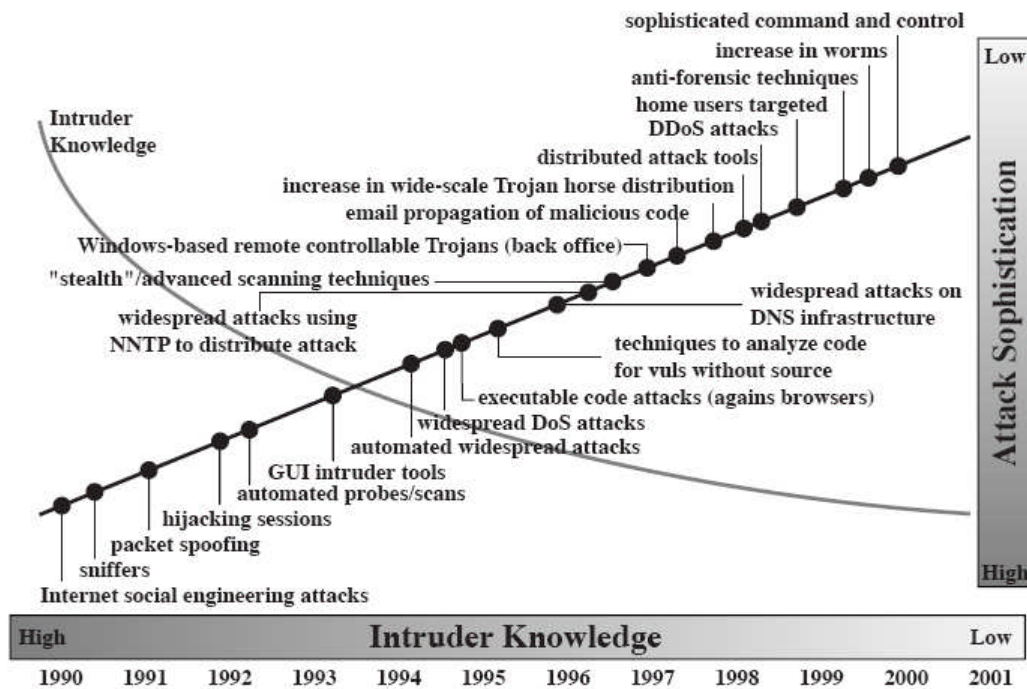 sophisticated command and control
increase in worms
anti-forensic techniques
home users targeted
DDoS attacks
distributed attack tools
increase in wide-scale Trojan horse distribution
email propagation of malicious code
Windows-based remote controllable Trojans (back office)
"stealth"/advanced scanning techniques
widespread attacks using
NNTP to distribute attack
widespread attacks on
DNS infrastructure
techniques to analyze code
for vuls without source
executable code attacks (agains browsers)
widespread DoS attacks
automated widespread attacks
GUI intruder tools
automated probes/scans
hijacking sessions
packet spoofing
sniffers
Internet social engineering attacks
Intruder
Knowledge
Low
Attack Sophistication
High
High Intruder Knowledge Low
1990 1991 1992 1993 1994 1995 1996 1997 1998 1999 2000 2001